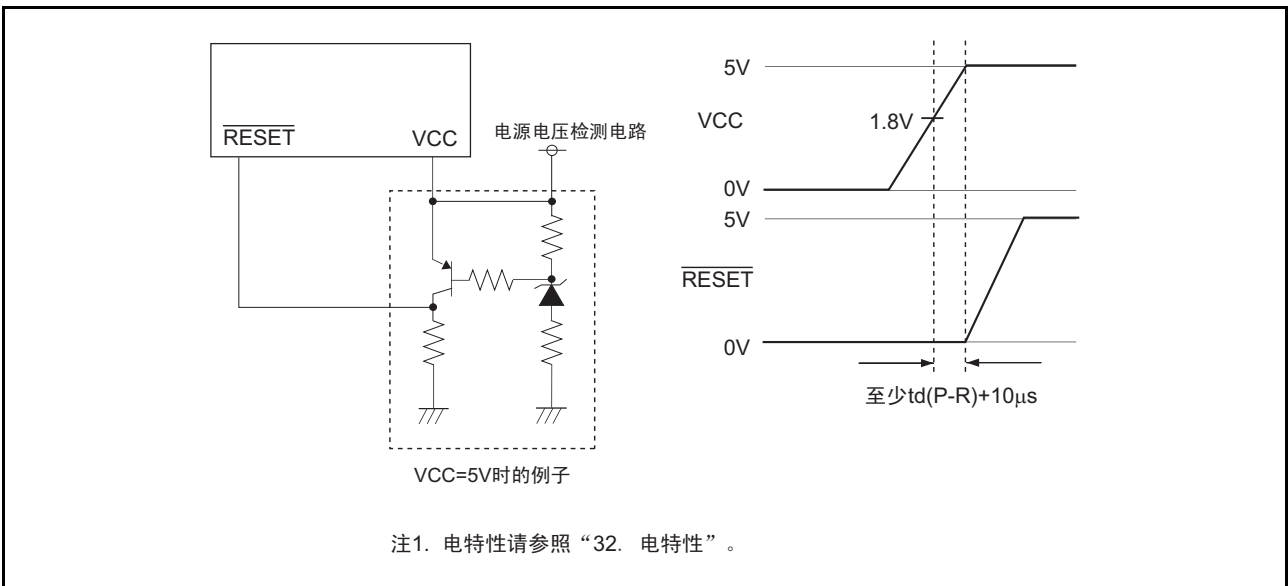 RESET
VCC
电源电压检测电路
VCC=5V时的例子
5V
VCC
1.8V
0V
5V
RESET
0V
至少td(P-R)+10μs
注1. 电特性请参照“32. 电特性”。